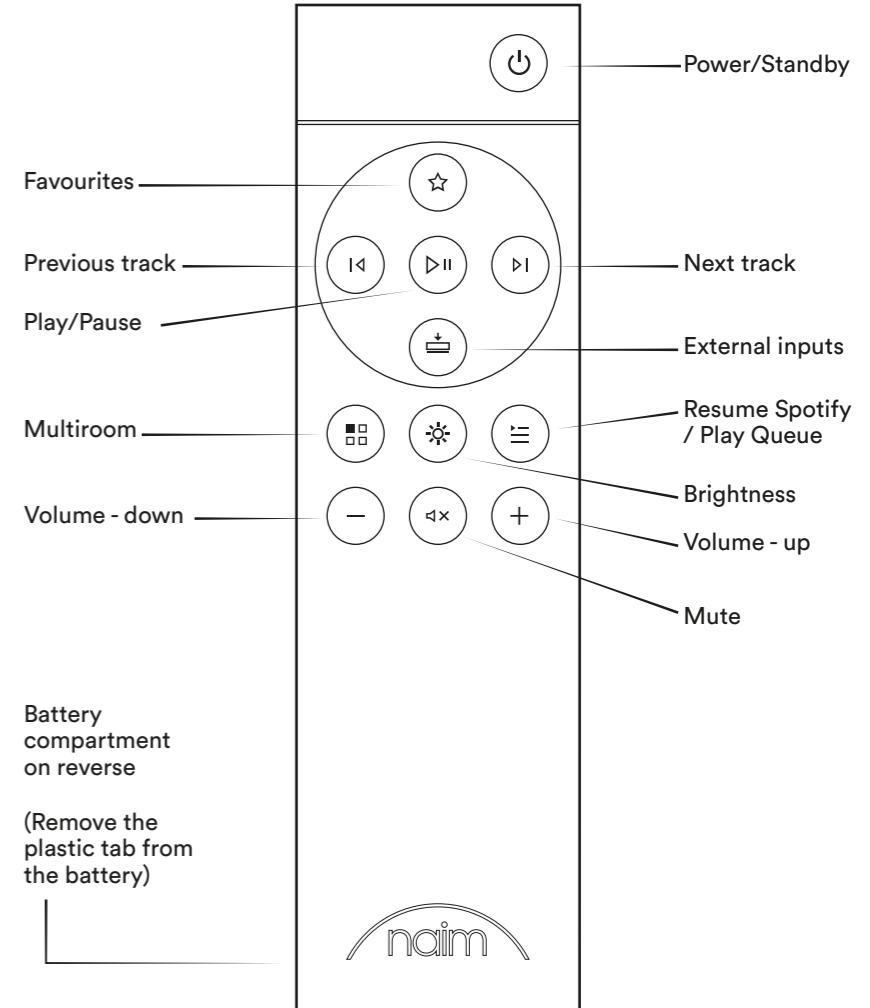 Power/Standby
Favourites
Previous track
Next track
Play/Pause
External inputs
Resume Spotify
/ Play Queue
Multiroom
Brightness
Volume - down
Volume - up
Mute
Battery
compartment
on reverse
(Remove the
plastic tab from
the battery)
naim